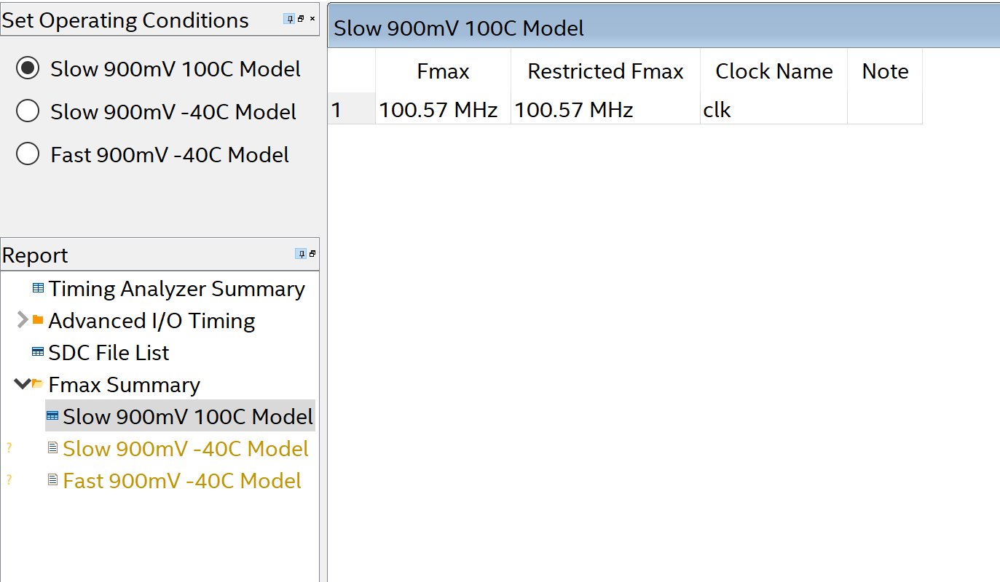 Set Operating Conditions
Slow 900mV 100C Model
Slow 900mV -40C Model
Fast 900mV -40C Model
Report
Timing Analyzer Summary
Advanced I/O Timing
SDC File List
Fmax Summary
Slow 900mV 100C Model
? Slow 900mV -40C Model
? Fast 900mV -40C Model
Slow 900mV 100C Model
Fmax Restricted Fmax Clock Name Note
1 100.57 MHz 100.57 MHz clk